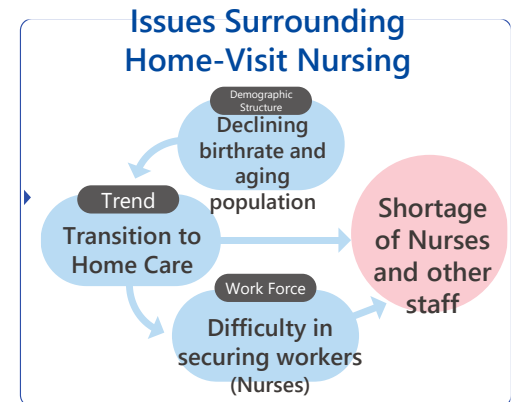 Issues Surrounding
Home-Visit Nursing
Demographic
Structure
Declining
birthrate and
aging
population
Trend
Transition to
Home Care
Work Force
Difficulty in
securing workers
(Nurses)
Shortage
of Nurses
and other
staff